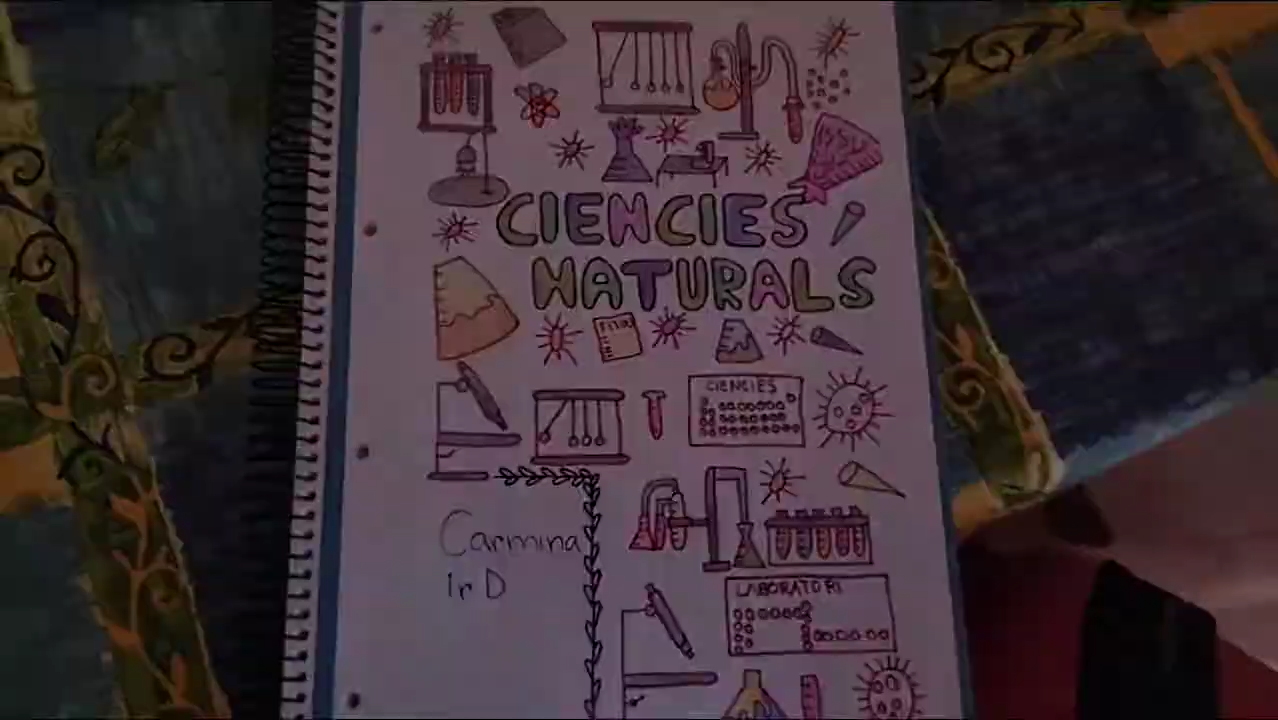 CIENCIES
NATURALS
CIENCIES
Carmina
1r D
LABORATORI